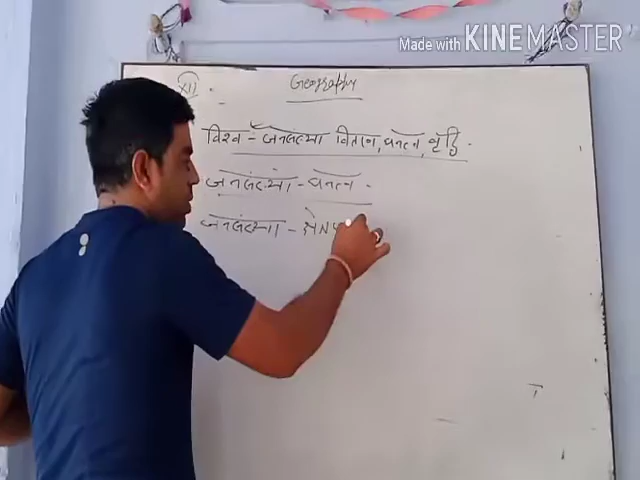 Made with KINEMASTER
XII
Geography
विश्व - जनसंख्या वितरण, घनत्व, वृद्धि -
जनसंख्या - घनत्व -
जनसंख्या -